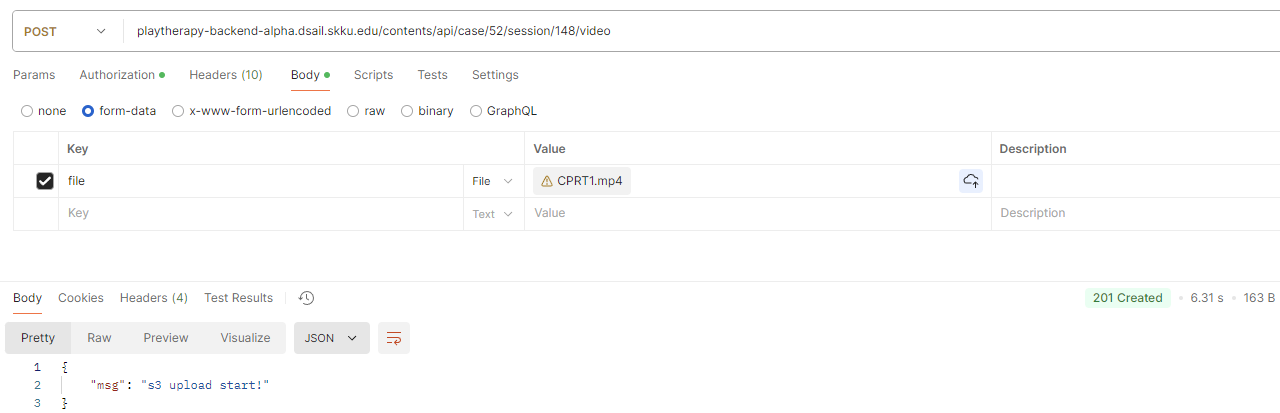 POST playtherapy-backend-alpha.dsail.skku.edu/contents/api/case/52/session/148/video
Params Authorization Headers (10) Body Scripts Tests Settings
none form-data x-www-form-urlencoded raw binary GraphQL
Key Value Description
file File CPRT1.mp4
Key Text Value Description
Body Cookies Headers (4) Test Results 201 Created 6.31 s 163 B
Pretty Raw Preview Visualize JSON
1 {
2 "msg": "s3 upload start!"
3 }